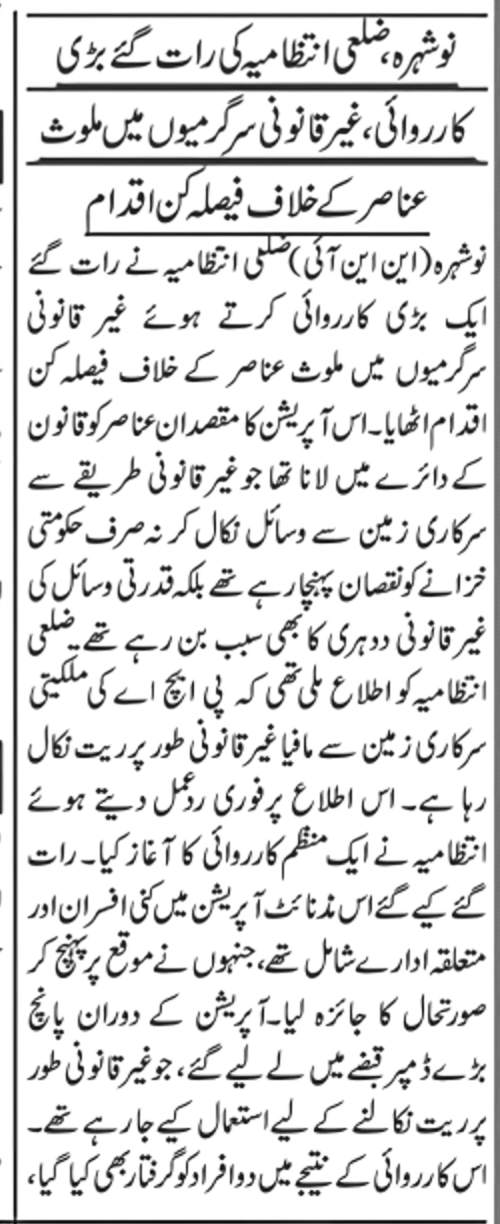 نوشہرہ، ضلعی انتظامیہ کی رات گئے بڑی
کارروائی، غیر قانونی سرگرمیوں میں ملوث
عناصر کے خلاف فیصلہ کن اقدام
نوشہرہ (این این آئی) ضلعی انتظامیہ نے رات گئے
ایک بڑی کارروائی کرتے ہوئے غیر قانونی
سرگرمیوں میں ملوث عناصر کے خلاف فیصلہ کن
اقدام اٹھایا۔ اس آپریشن کا مقصد ان عناصر کو قانون
کے دائرے میں لانا تھا جو غیر قانونی طریقے سے
سرکاری زمین سے وسائل نکال کر نہ صرف حکومتی
خزانے کو نقصان پہنچا رہے تھے بلکہ قدرتی وسائل کی
غیر قانونی ددہری کا بھی سبب بن رہے تھے۔ ضلعی
انتظامیہ کو اطلاع ملی تھی کہ پی ایچ اے کی ملکیتی
سرکاری زمین سے مافیا غیر قانونی طور پر ریت نکال
رہا ہے۔ اس اطلاع پر فوری ردعمل دیتے ہوئے
انتظامیہ نے ایک منظم کارروائی کا آغاز کیا۔ رات
گئے کیے گئے اس مڈنائٹ آپریشن میں کئی افسران اور
متعلقہ ادارے شامل تھے، جنہوں نے موقع پر پہنچ کر
صورتحال کا جائزہ لیا۔ آپریشن کے دوران پانچ
بڑے ڈمپر قبضے میں لے لیے گئے، جو غیر قانونی طور
پر ریت نکالنے کے لیے استعمال کیے جا رہے تھے۔
اس کارروائی کے نتیجے میں دو افراد کو گرفتار بھی کیا گیا،